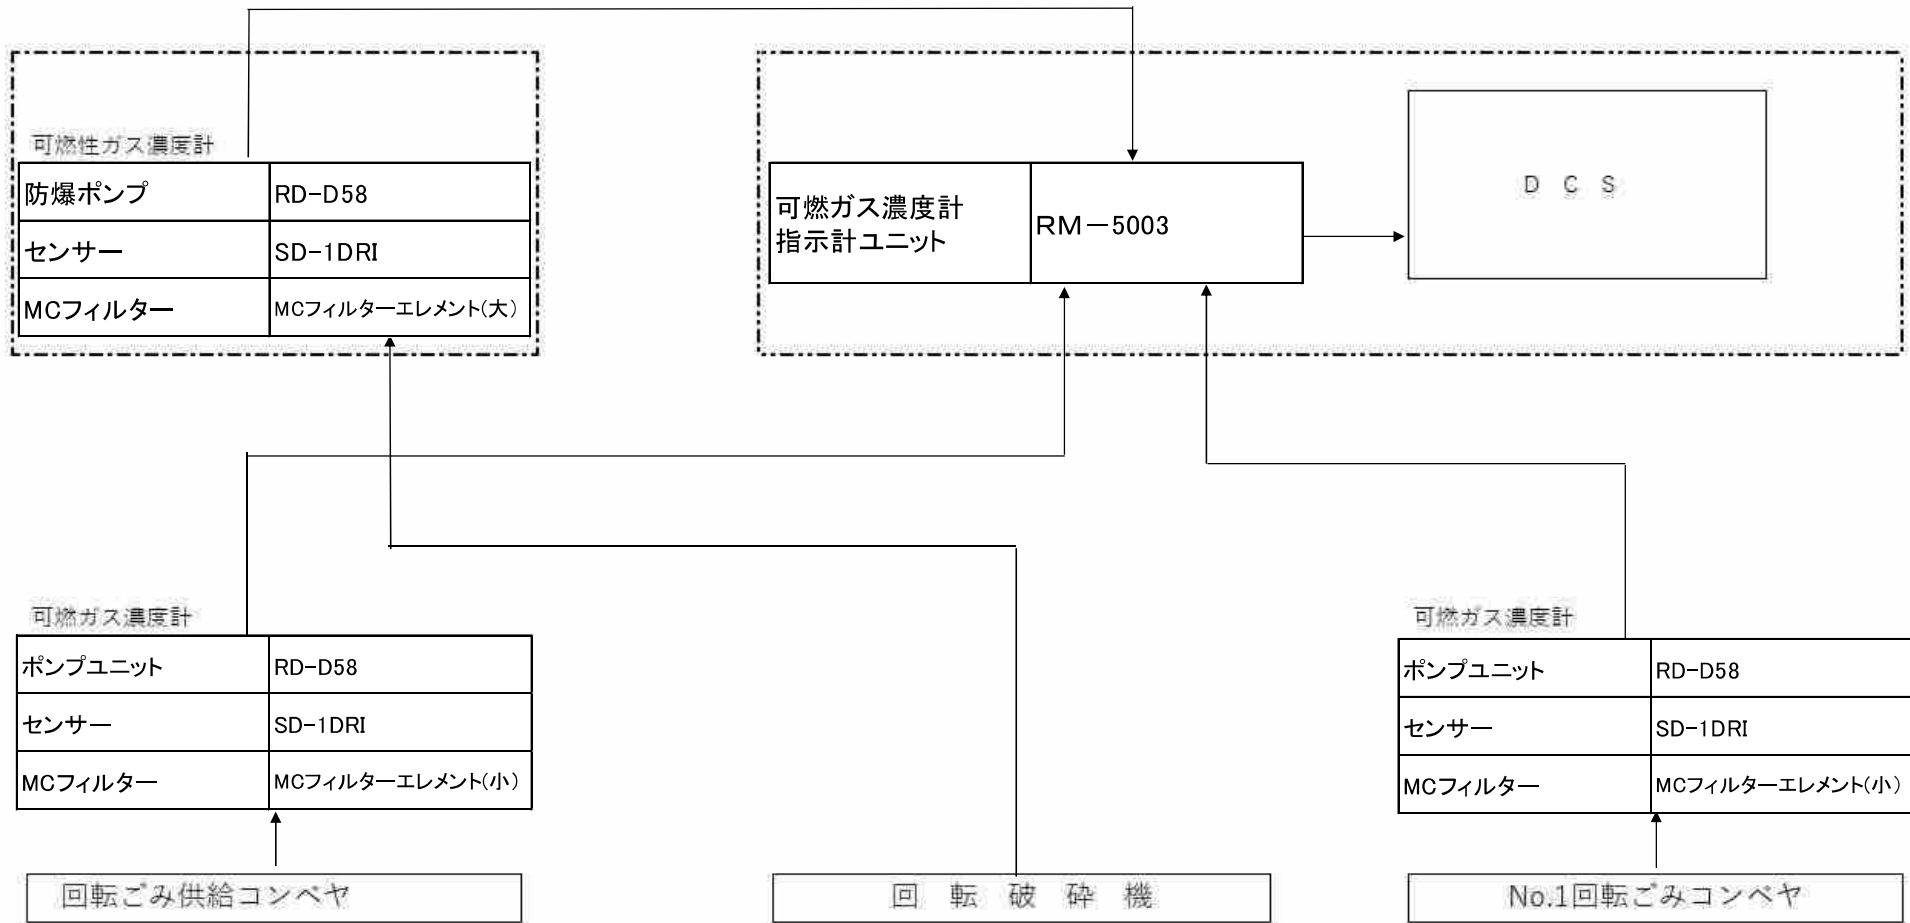 可燃性ガス濃度計
防爆ポンプ RD-D58
センサー SD-1DRI
MCフィルター MCフィルターエレメント(大)
可燃ガス濃度計
指示計ユニット
RM-5003
D C S
可燃ガス濃度計
ポンプユニット RD-D58
センサー SD-1DRI
MCフィルター MCフィルターエレメント(小)
可燃ガス濃度計
ポンプユニット RD-D58
センサー SD-1DRI
MCフィルター MCフィルターエレメント(小)
回転ごみ供給コンベヤ
回 転 破 砕 機
No.1回転ごみコンベヤ